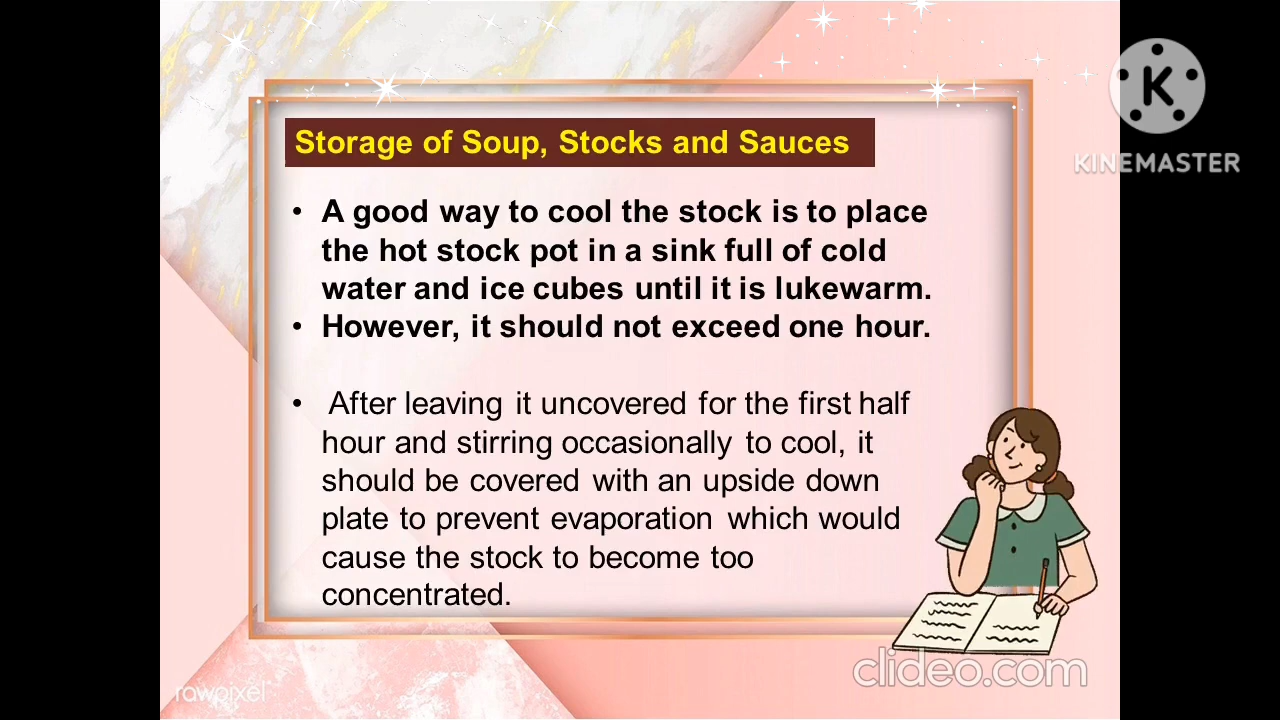 Storage of Soup, Stocks and Sauces
K
KINEMASTER
• A good way to cool the stock is to place
the hot stock pot in a sink full of cold
water and ice cubes until it is lukewarm.
• However, it should not exceed one hour.
• After leaving it uncovered for the first half
hour and stirring occasionally to cool, it
should be covered with an upside down
plate to prevent evaporation which would
cause the stock to become too
concentrated.
clideo.com
rawpixel